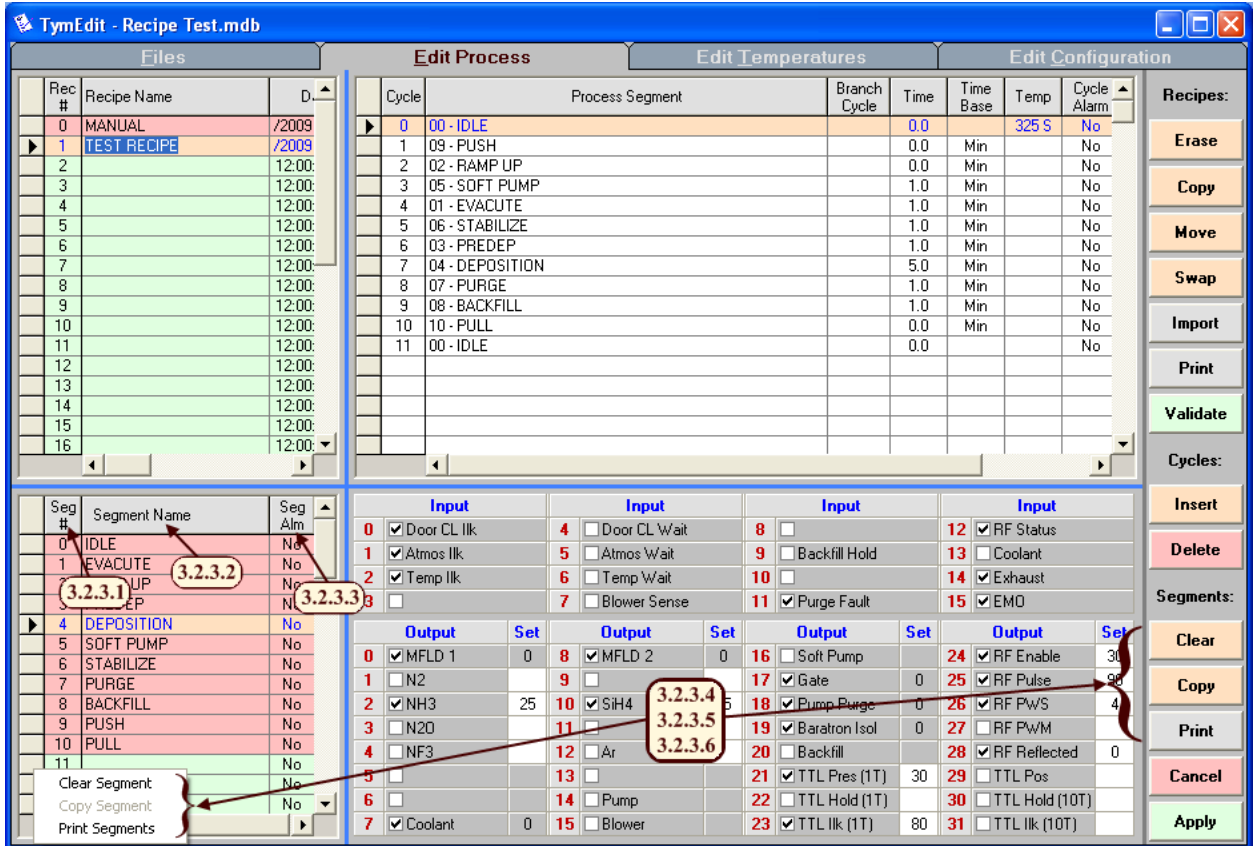 TymEdit - Recipe Test.mdb
Files Edit Process Edit Temperatures Edit Configuration
Rec # Recipe Name D.
0 MANUAL /2009
1 TEST RECIPE /2009
2 12:00:
3 12:00:
4 12:00:
5 12:00:
6 12:00:
7 12:00:
8 12:00:
9 12:00:
10 12:00:
11 12:00:
12 12:00:
13 12:00:
14 12:00:
15 12:00:
16 12:00:
Cycle Process Segment Branch Cycle Time Time Base Temp Cycle Alarm
0 00 - IDLE 0.0 325 S No
1 09 - PUSH 0.0 Min No
2 02 - RAMP UP 0.0 Min No
3 05 - SOFT PUMP 1.0 Min No
4 01 - EVACUTE 1.0 Min No
5 06 - STABILIZE 1.0 Min No
6 03 - PREDEP 1.0 Min No
7 04 - DEPOSITION 5.0 Min No
8 07 - PURGE 1.0 Min No
9 08 - BACKFILL 1.0 Min No
10 10 - PULL 0.0 Min No
11 00 - IDLE 0.0 No
Recipes:
Erase
Copy
Move
Swap
Import
Print
Validate
Cycles:
Insert
Delete
Segments:
Clear
Copy
Print
Cancel
Apply
Seg # Segment Name Seg Alm
0 IDLE No
1 EVACUTE
UP
EP
4 DEPOSITION No
5 SOFT PUMP No
6 STABILIZE No
7 PURGE No
8 BACKFILL No
9 PUSH No
10 PULL No
11 No
No
No
3.2.3.1
3.2.3.2
3.2.3.3
Clear Segment
Copy Segment
Print Segments
Input Input Input Input
0 Door CL Ilk 4 Door CL Wait 8 12 RF Status
1 Atmos Ilk 5 Atmos Wait 9 Backfill Hold 13 Coolant
2 Temp Ilk 6 Temp Wait 10 14 Exhaust
3 7 Blower Sense 11 Purge Fault 15 EMO
Output Set Output Set Output Set Output Set
0 MFLD 1 0 8 MFLD 2 0 16 Soft Pump 24 RF Enable 30
1 N2 9 17 Gate 0 25 RF Pulse 90
2 NH3 25 10 SiH4 5 18 Pump Purge 0 26 RF PWS 4
3 N2O 11 19 Baratron Isol 0 27 RF PWM
4 NF3 12 Ar 20 Backfill 28 RF Reflected 0
5 13 21 TTL Pres (1T) 30 29 TTL Pos
6 14 Pump 22 TTL Hold (1T) 30 TTL Hold (10T)
7 Coolant 0 15 Blower 23 TTL Ilk (1T) 80 31 TTL Ilk (10T)
3.2.3.4
3.2.3.5
3.2.3.6